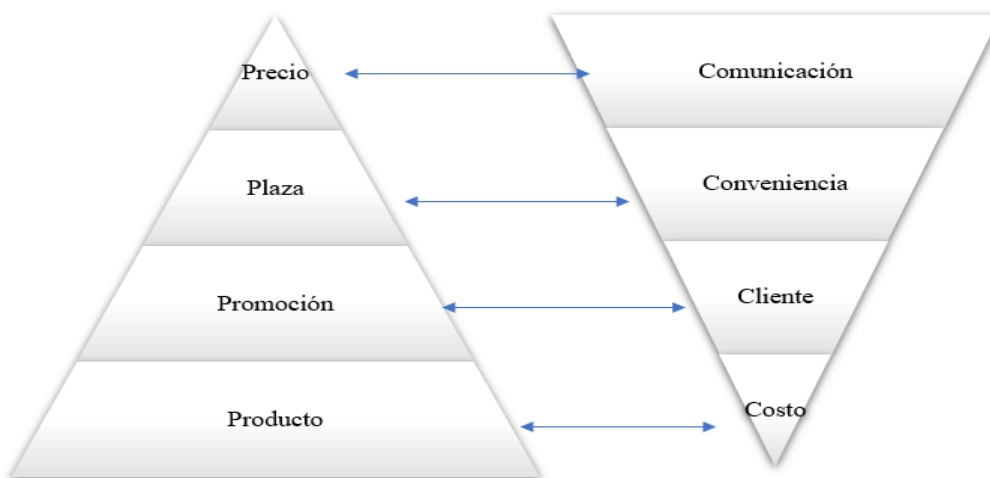 Precio
Plaza
Promoción
Producto
Comunicación
Conveniencia
Cliente
Costo